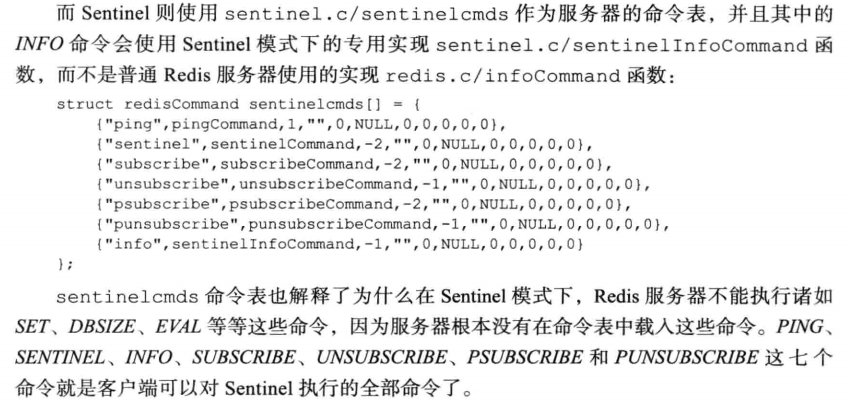 而 Sentinel 则使用 sentinel.c/sentinelcmds 作为服务器的命令表，并且其中的
INFO 命令会使用 Sentinel 模式下的专用实现 sentinel.c/sentinelInfoCommand 函
数，而不是普通 Redis 服务器使用的实现 redis.c/infoCommand 函数：
struct redisCommand sentinelcmds[] = {
    {"ping",pingCommand,1,"",0,NULL,0,0,0,0,0},
    {"sentinel",sentinelCommand,-2,"",0,NULL,0,0,0,0,0},
    {"subscribe",subscribeCommand,-2,"",0,NULL,0,0,0,0,0},
    {"unsubscribe",unsubscribeCommand,-1,"",0,NULL,0,0,0,0,0},
    {"psubscribe",psubscribeCommand,-2,"",0,NULL,0,0,0,0,0},
    {"punsubscribe",punsubscribeCommand,-1,"",0,NULL,0,0,0,0,0},
    {"info",sentinelInfoCommand,-1,"",0,NULL,0,0,0,0,0}
};
sentinelcmds 命令表也解释了为什么在 Sentinel 模式下，Redis 服务器不能执行诸如
SET、DBSIZE、EVAL 等等这些命令，因为服务器根本没有在命令表中载入这些命令。PING、
SENTINEL、INFO、SUBSCRIBE、UNSUBSCRIBE、PSUBSCRIBE 和 PUNSUBSCRIBE 这七个
命令就是客户端可以对 Sentinel 执行的全部命令了。